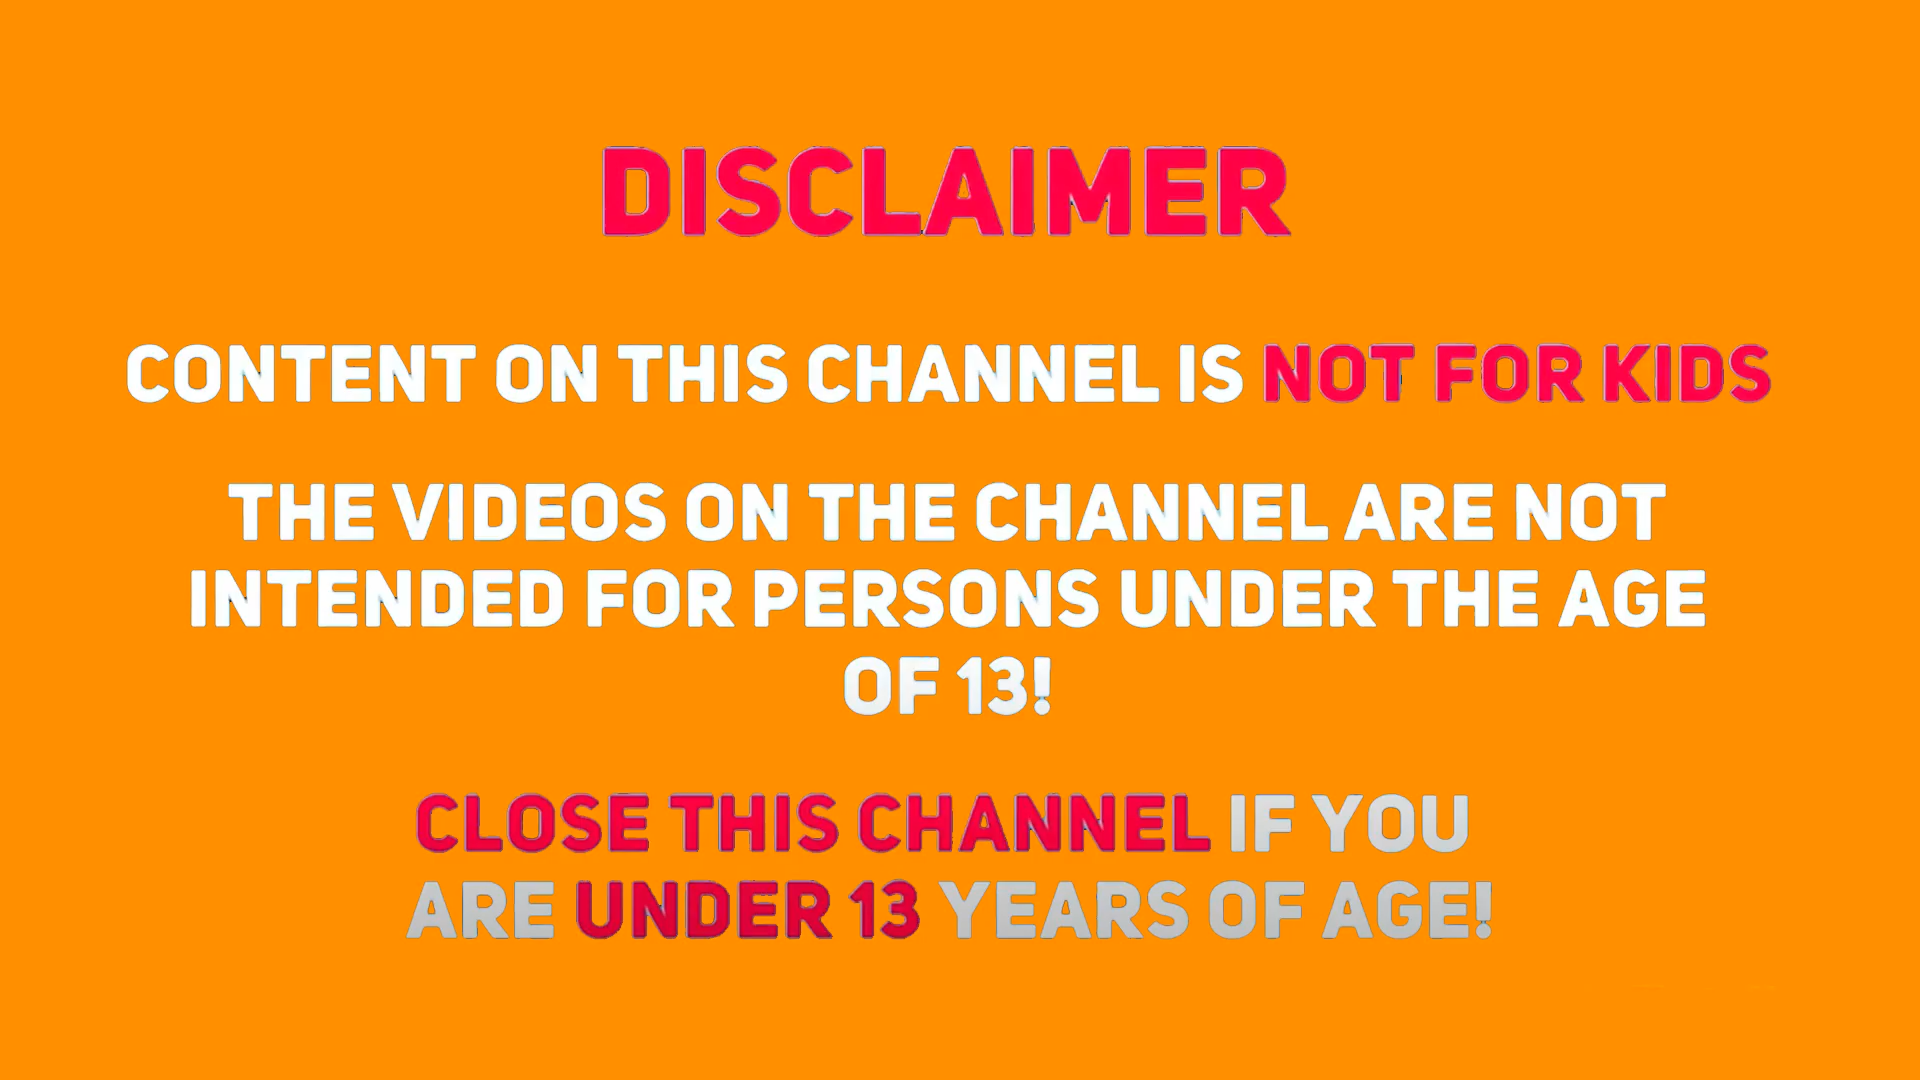 DISCLAIMER
CONTENT ON THIS CHANNEL IS NOT FOR KIDS
THE VIDEOS ON THE CHANNEL ARE NOT
INTENDED FOR PERSONS UNDER THE AGE
OF 13!
CLOSE THIS CHANNEL IF YOU
ARE UNDER 13 YEARS OF AGE!